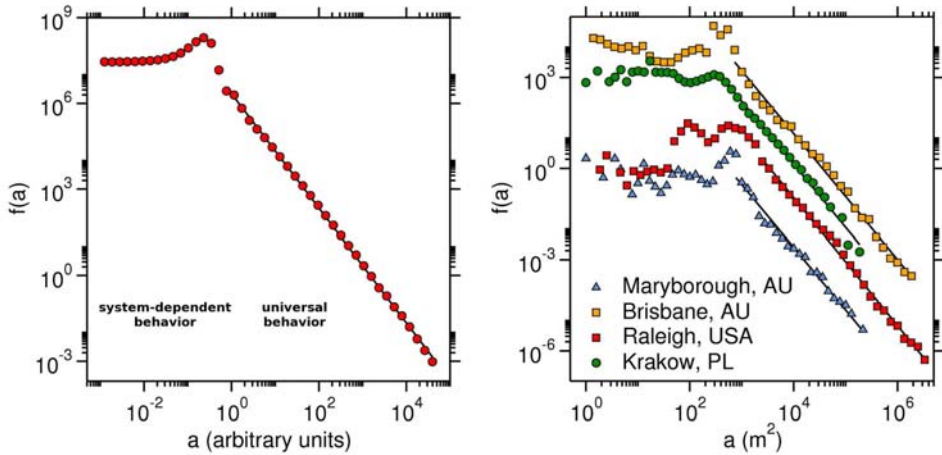 f(a)
10^9
10^6
10^3
10^0
10^-3
system-dependent
behavior
universal
behavior
10^-2
10^0
10^2
10^4
a (arbitrary units)
f(a)
10^3
10^0
10^-3
10^-6
Maryborough, AU
Brisbane, AU
Raleigh, USA
Krakow, PL
10^0
10^2
10^4
10^6
a (m^2)